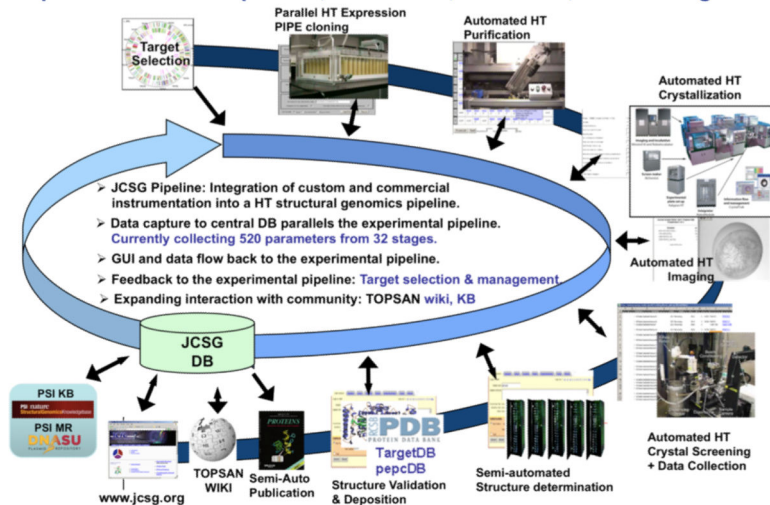 Target
Selection
Parallel HT Expression
PIPE cloning
Automated HT
Purification
Automated HT
Crystallization
➤ JCSG Pipeline: Integration of custom and commercial
instrumentation into a HT structural genomics pipeline.
➤ Data capture to central DB parallels the experimental pipeline.
Currently collecting 520 parameters from 32 stages.
➤ GUI and data flow back to the experimental pipeline.
➤ Feedback to the experimental pipeline: Target selection & management
➤ Expanding interaction with community: TOPSAN wiki, KB
Automated HT
Imaging
JCSG
DB
PSI KB
PSI MR
DNASU
www.jcsg.org
TOPSAN
WIKI
PROTEINS
Semi-Auto
Publication
PDB
PROTEIN DATA BANK
TargetDB
pepcDB
Structure Validation
& Deposition
Semi-automated
Structure determination
Automated HT
Crystal Screening
+ Data Collection